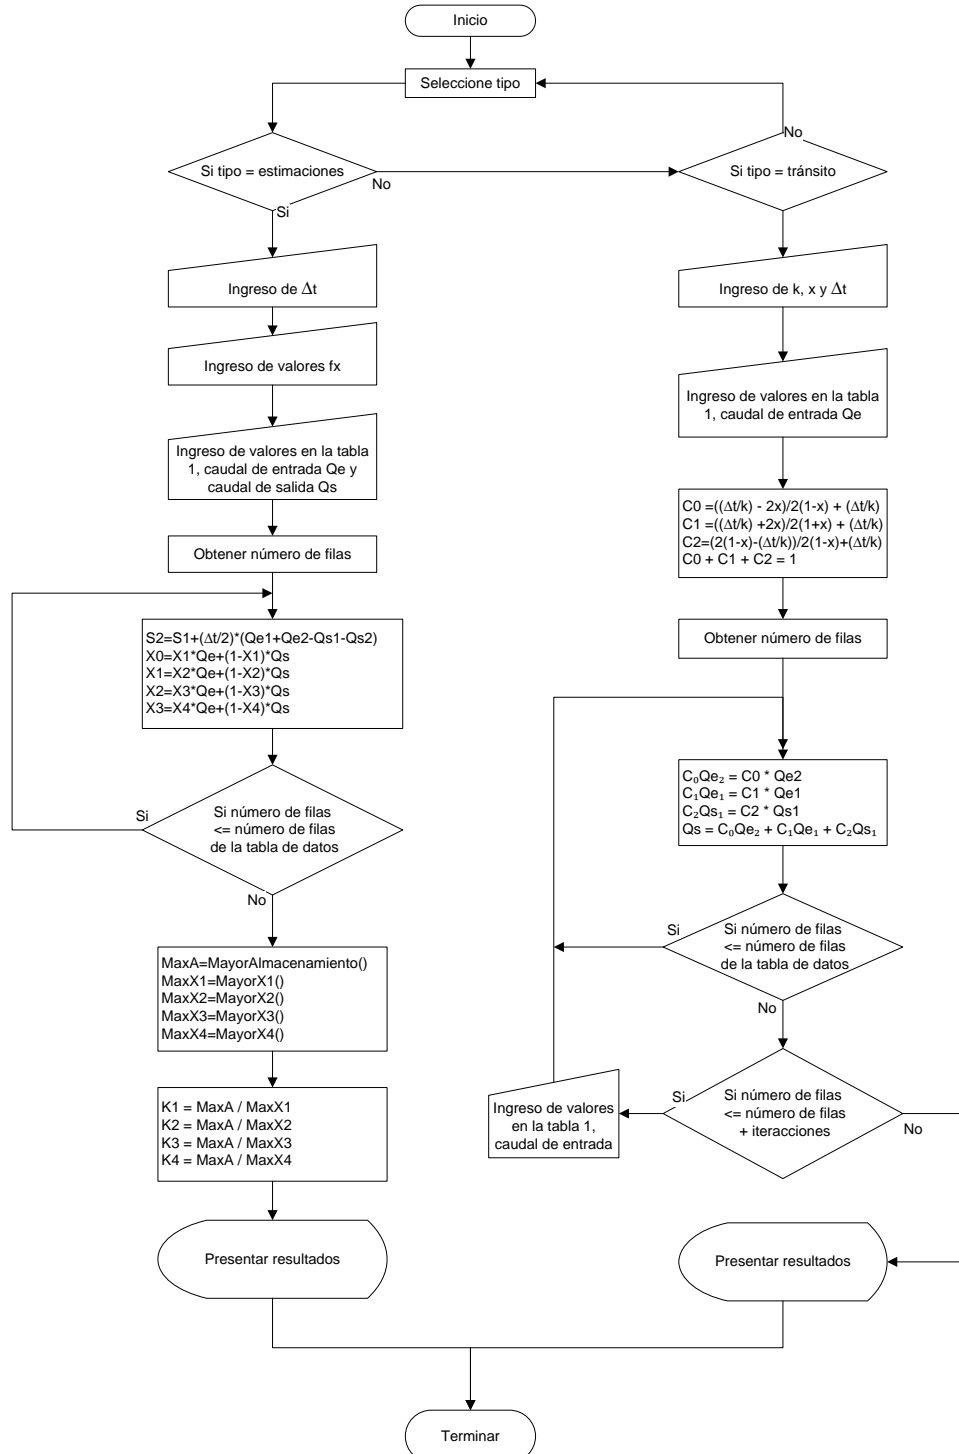 Inicio
Seleccione tipo
No
Si tipo = estimaciones
No
Si tipo = tránsito
Si
Ingreso de Δt
Ingreso de k, x y Δt
Ingreso de valores fx
Ingreso de valores en la tabla
1, caudal de entrada Qe
Ingreso de valores en la tabla
1, caudal de entrada Qe y
caudal de salida Qs
C0 =((Δt/k) - 2x)/2(1-x) + (Δt/k)
C1 =((Δt/k) +2x)/2(1+x) + (Δt/k)
C2=(2(1-x)-(Δt/k))/2(1-x)+(Δt/k)
C0 + C1 + C2 = 1
Obtener número de filas
Obtener número de filas
S2=S1+(Δt/2)*(Qe1+Qe2-Qs1-Qs2)
X0=X1*Qe+(1-X1)*Qs
X1=X2*Qe+(1-X2)*Qs
X2=X3*Qe+(1-X3)*Qs
X3=X4*Qe+(1-X4)*Qs
C₀Qe₂ = C0 * Qe2
C₁Qe₁ = C1 * Qe1
C₂Qs₁ = C2 * Qs1
Qs = C₀Qe₂ + C₁Qe₁ + C₂Qs₁
Si
Si número de filas
<= número de filas
de la tabla de datos
No
Si
Si número de filas
<= número de filas
de la tabla de datos
No
MaxA=MayorAlmacenamiento()
MaxX1=MayorX1()
MaxX2=MayorX2()
MaxX3=MayorX3()
MaxX4=MayorX4()
K1 = MaxA / MaxX1
K2 = MaxA / MaxX2
K3 = MaxA / MaxX3
K4 = MaxA / MaxX4
Ingreso de valores
en la tabla 1,
caudal de entrada
Si
Si número de filas
<= número de filas
+ iteracciones
No
Presentar resultados
Presentar resultados
Terminar